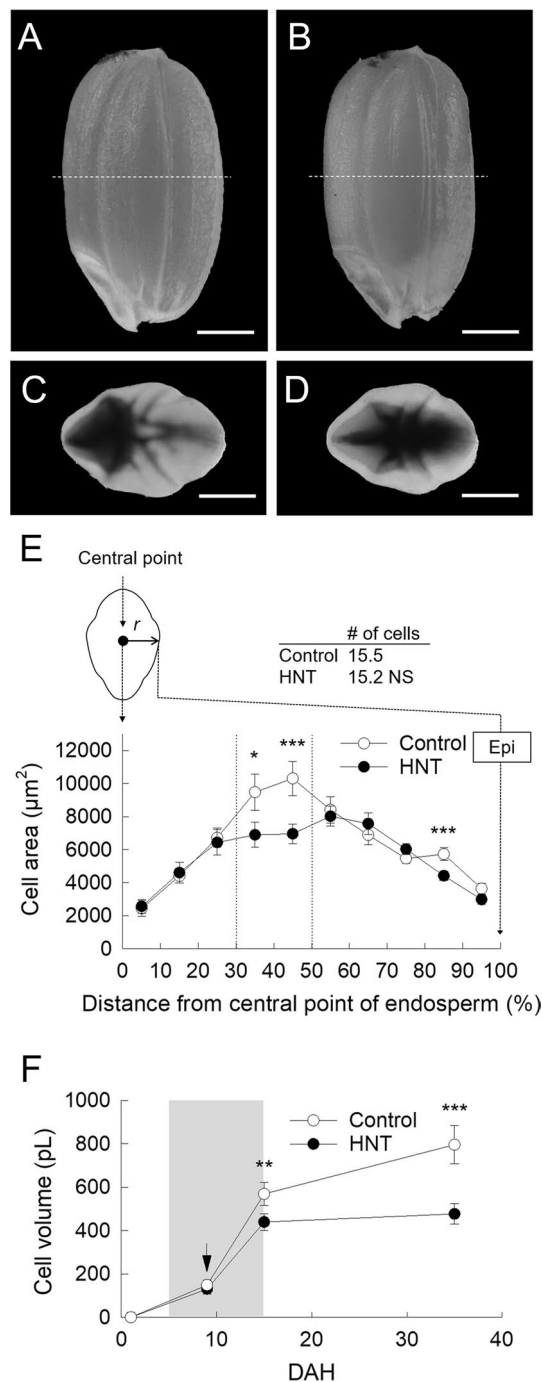 A
B
C
D
E
Central point
r
# of cells
Control 15.5
HNT 15.2 NS
Control
HNT
Epi
* ***
***
Cell area (µm²)
12000
10000
8000
6000
4000
2000
0
0 10 20 30 40 50 60 70 80 90 100
Distance from central point of endosperm (%)
F
Control
HNT
**
***
Cell volume (pL)
1000
800
600
400
200
0
0 10 20 30 40
DAH